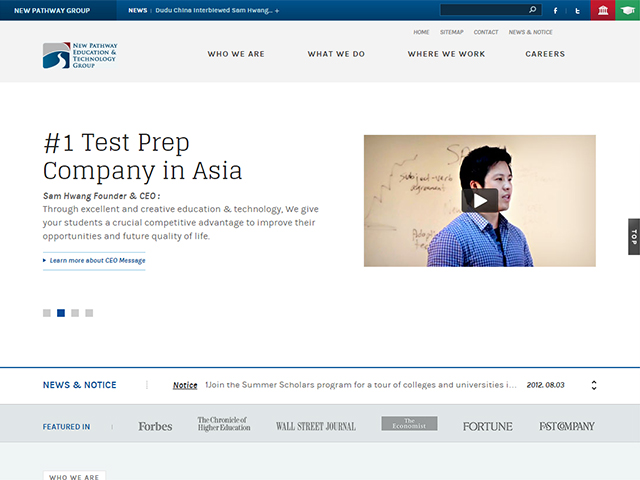 NEW PATHWAY GROUP
NEWS : Dudu China Interbiewed Sam Hwang... +
HOME SITEMAP CONTACT NEWS & NOTICE
NEW PATHWAY
EDUCATION &
TECHNOLOGY
GROUP
WHO WE ARE WHAT WE DO WHERE WE WORK CAREERS
#1 Test Prep
Company in Asia
Sam Hwang Founder & CEO :
Through excellent and creative education & technology, We give
your students a crucial competitive advantage to improve their
opportunities and future quality of life.
Learn more about CEO Message
subject-verb
agreement
TOP
NEWS & NOTICE
Notice 1Join the Summer Scholars program for a tour of colleges and universities i... 2012. 08.03
FEATURED IN
Forbes
The Chronicle of
Higher Education
WALL STREET JOURNAL
The
Economist
FORTUNE
FAST COMPANY
WHO WE ARE